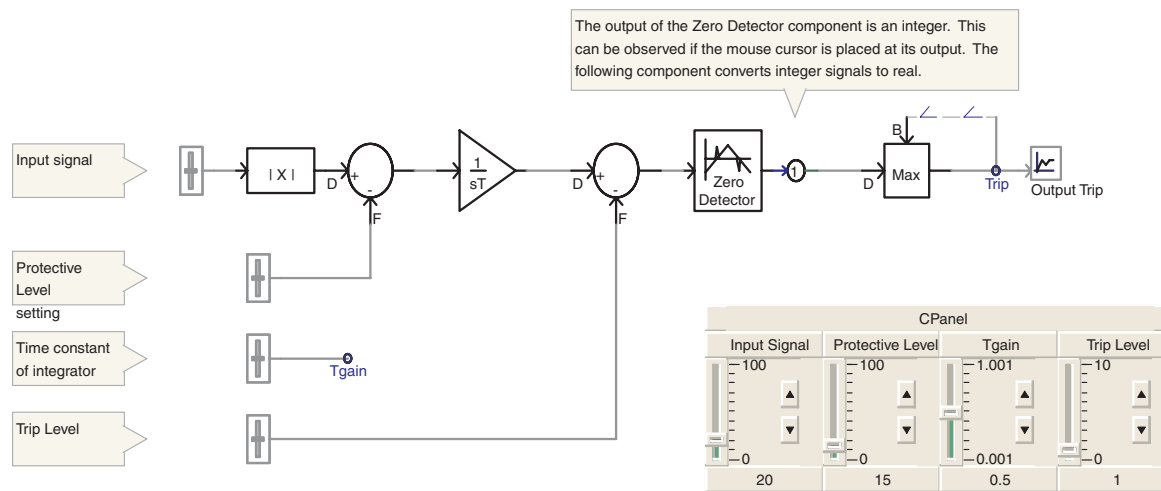 The output of the Zero Detector component is an integer.  This
can be observed if the mouse cursor is placed at its output.  The
following component converts integer signals to real.
Input signal
| X |
D
+
-
F
1
sT
D
+
-
F
Zero
Detector
1
B
D
Max
Trip
Output Trip
Protective
Level
setting
Time constant
of integrator
Tgain
Trip Level
CPanel
Input Signal
Protective Level
Tgain
Trip Level
100
100
1.001
10
0
0
0.001
0
20
15
0.5
1